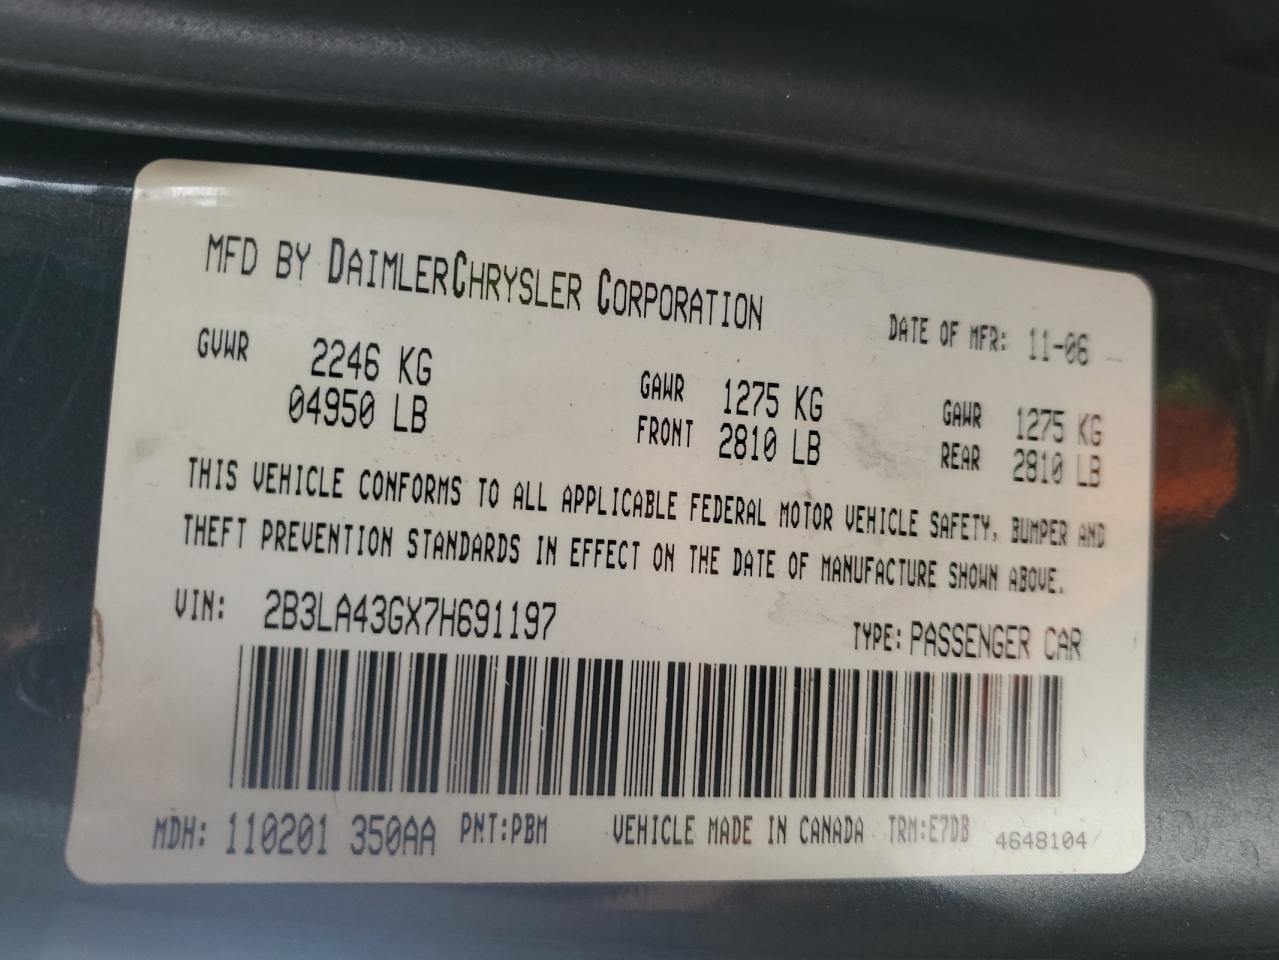 MFD BY DAIMLERCHRYSLER CORPORATION
DATE OF MFR: 11-06
GVWR 2246 KG
04950 LB
GAWR FRONT 1275 KG
2810 LB
GAWR REAR 1275 KG
2810 LB
THIS VEHICLE CONFORMS TO ALL APPLICABLE FEDERAL MOTOR VEHICLE SAFETY, BUMPER AND
THEFT PREVENTION STANDARDS IN EFFECT ON THE DATE OF MANUFACTURE SHOWN ABOVE.
VIN: 2B3LA43GX7H691197
TYPE: PASSENGER CAR
MDH: 110201 350AA PNT:PBM VEHICLE MADE IN CANADA TRM:E7DB 4648104